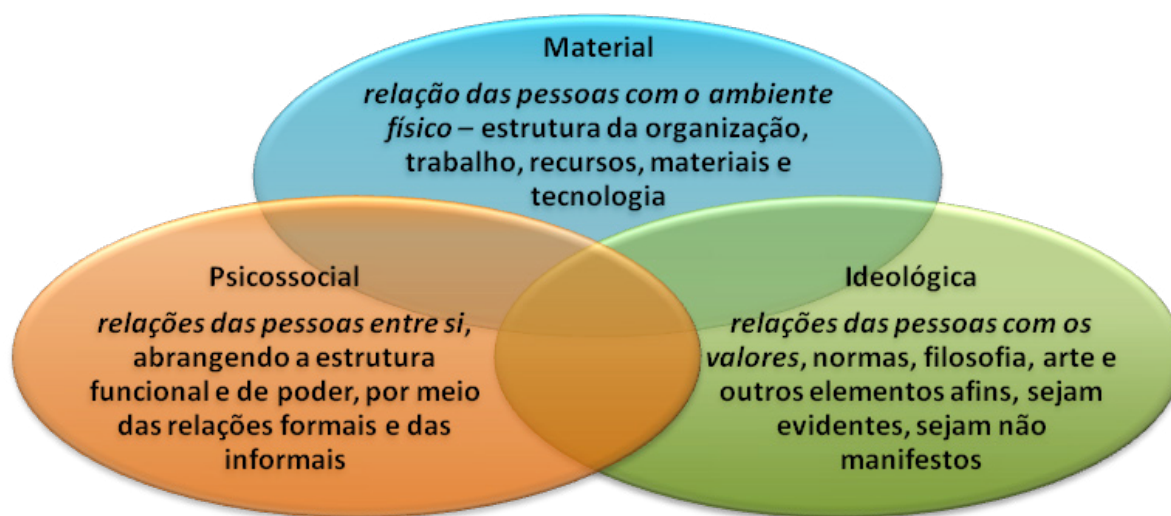 Material
relação das pessoas com o ambiente
físico – estrutura da organização,
trabalho, recursos, materiais e
tecnologia
Psicossocial
relações das pessoas entre si,
abrangendo a estrutura
funcional e de poder, por meio
das relações formais e das
informais
Ideológica
relações das pessoas com os
valores, normas, filosofia, arte e
outros elementos afins, sejam
evidentes, sejam não
manifestos